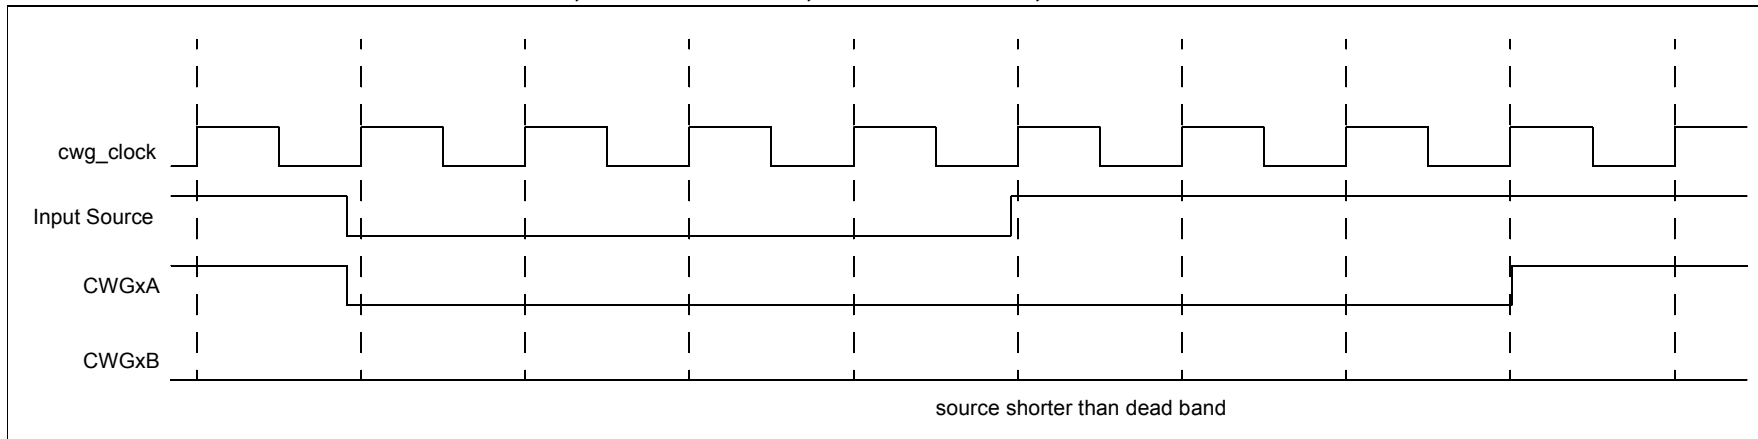 cwg_clock
Input Source
CWGxA
CWGxB
source shorter than dead band